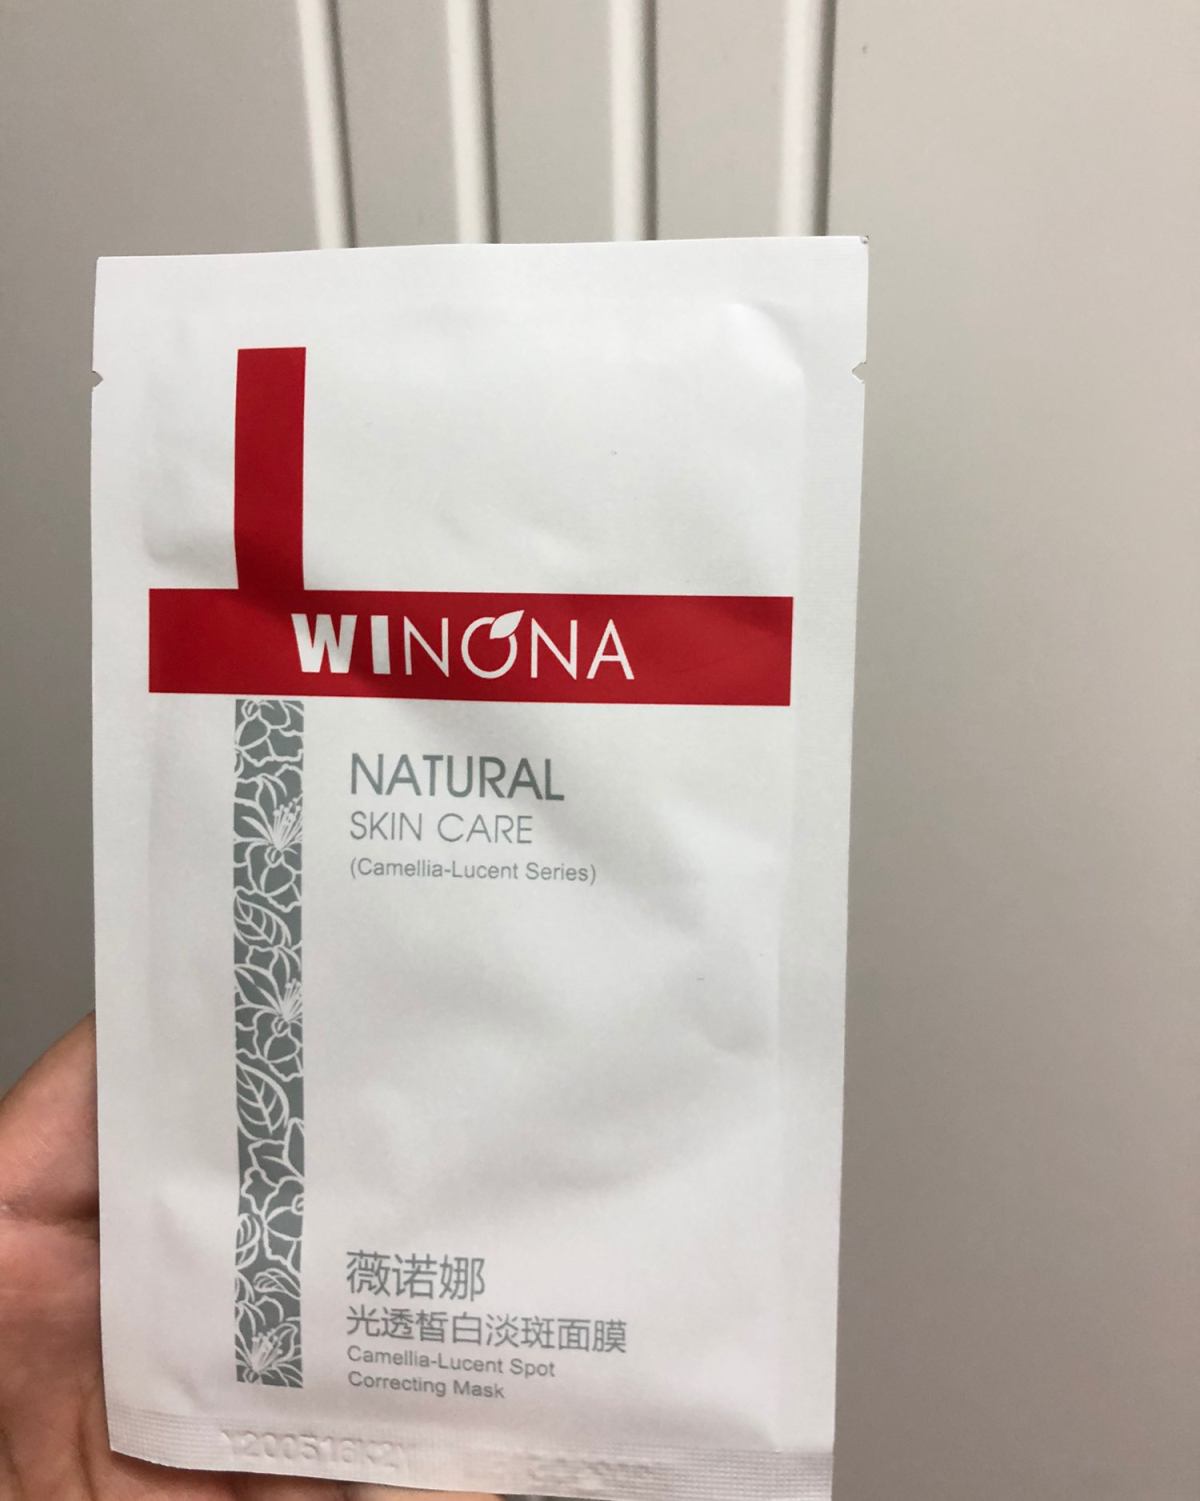 WINONA
NATURAL
SKIN CARE
(Camellia-Lucent Series)
薇诺娜
光透皙白淡斑面膜
Camellia-Lucent Spot
Correcting Mask